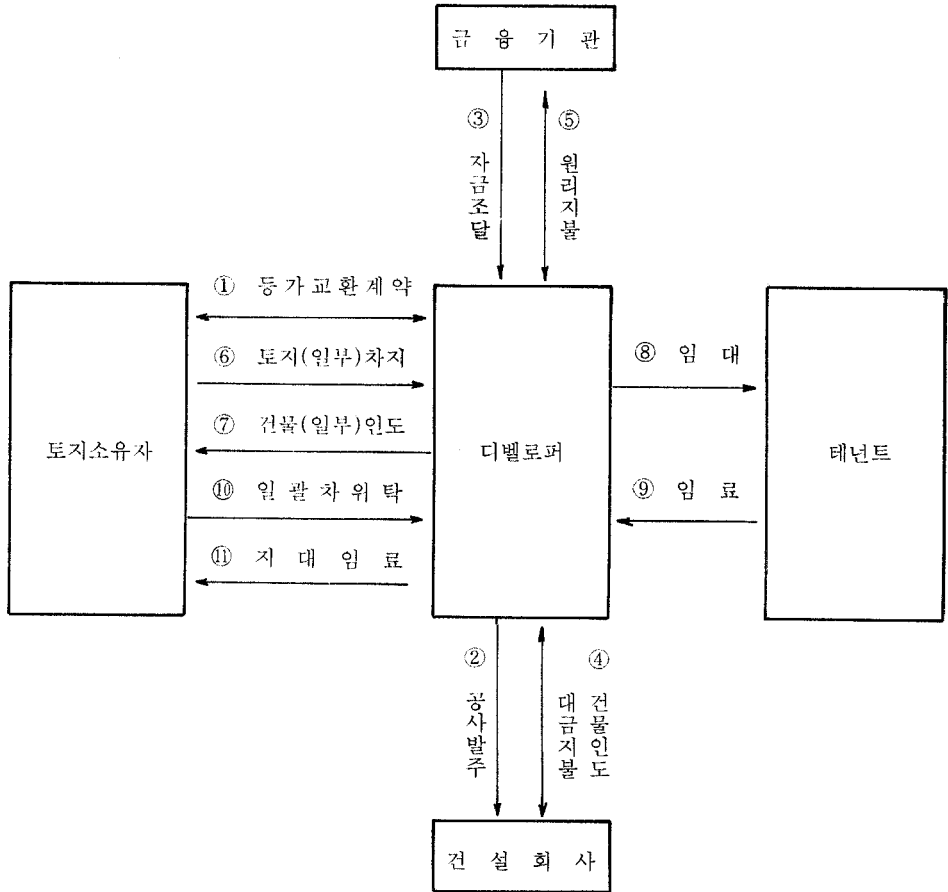 금 융 기 관
③ 자금조달
⑤ 원리지불
① 등가교환계약
⑥ 토지(일부)차지
⑦ 건물(일부)인도
⑩ 일 괄 차 위 탁
⑪ 지 대 임 료
토지소유자
디벨로퍼
⑧ 임 대
⑨ 임 료
테넌트
② 공사발주
④ 건물인도
대금지불
건 설 회 사